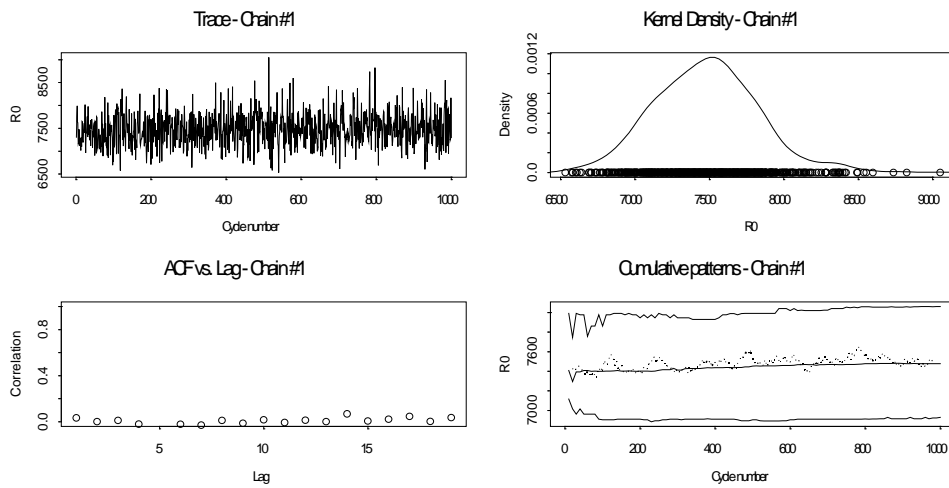 Trace - Chain #1
8500
7500
6500
R0
0
200
400
600
800
1000
Cycle number
Kernel Density - Chain #1
0.0012
0.0006
0.0
Density
6500
7000
7500
8000
8500
9000
R0
ACF vs. Lag - Chain #1
0.8
0.4
0.0
Correlation
5
10
15
Lag
Cumulative patterns - Chain #1
7600
7000
R0
0
200
400
600
800
1000
Cycle number